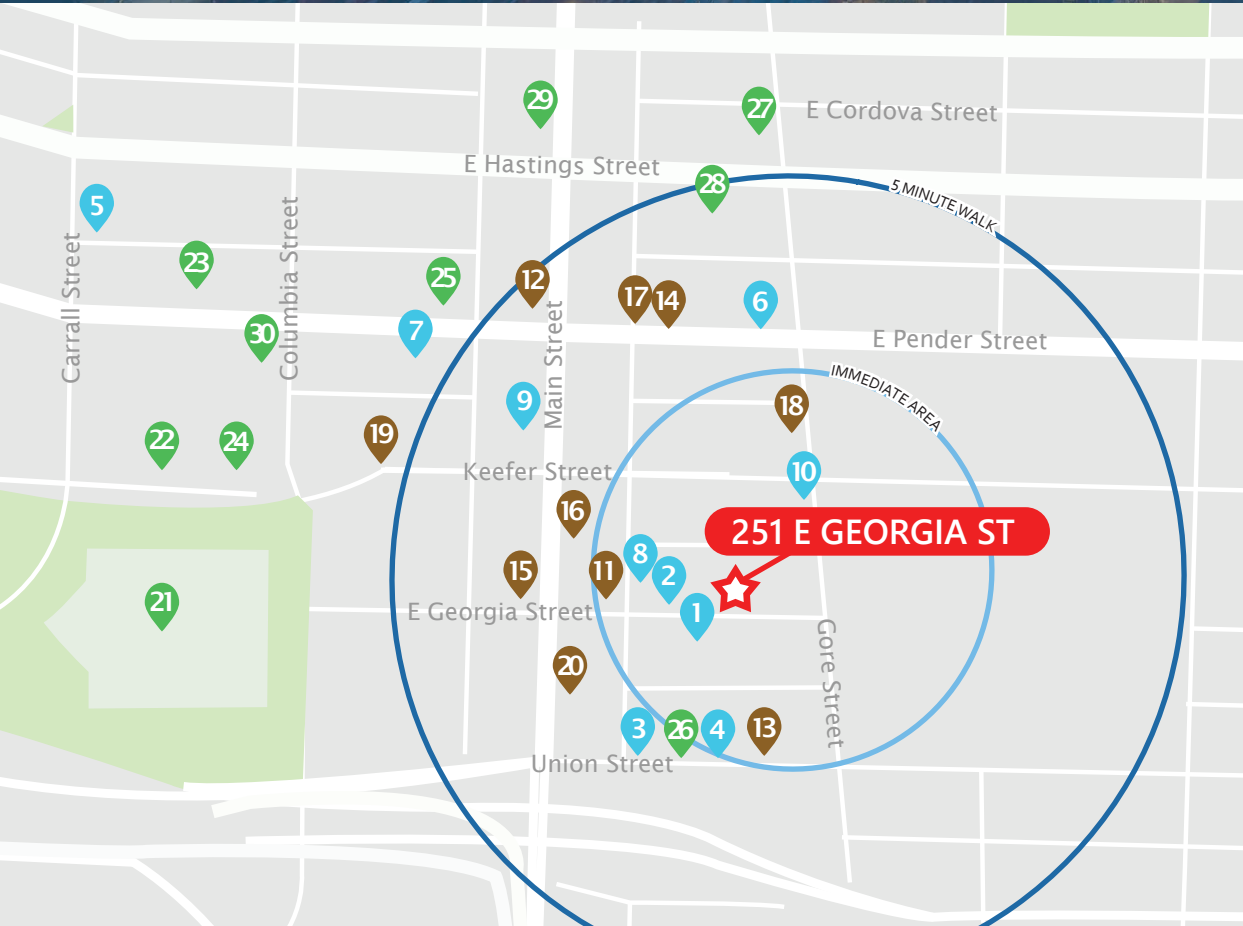 29
27
E Cordova Street
E Hastings Street
28
5 MINUTE WALK
5
Carrall Street
23
Columbia Street
25
12
17
14
6
30
7
Main Street
E Pender Street
IMMEDIATE AREA
9
18
22
24
19
Keefer Street
10
16
251 E GEORGIA ST
8
15
11
2
21
E Georgia Street
1
Gore Street
20
3
26
4
13
Union Street